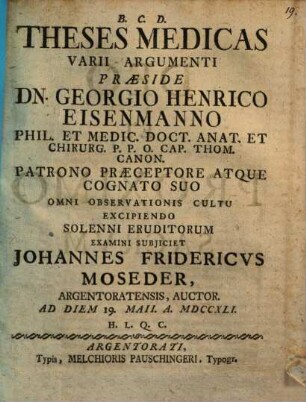 19.
B. C. D.
THESES MEDICAS
VARII ARGUMENTI
PRÆSIDE
DN. GEORGIO HENRICO
EISENMANNO
PHIL. ET MEDIC. DOCT. ANAT. ET
CHIRURG. P. P. O. CAP. THOM.
CANON.
PATRONO PRÆCEPTORE ATQUE
COGNATO SUO
OMNI OBSERVATIONIS CULTU
EXCIPIENDO
SOLENNI ERUDITORUM
EXAMINI SUBJICIET
JOHANNES FRIDERICVS
MOSEDER,
ARGENTORATENSIS, AUCTOR.
AD DIEM 19. MAII. A. MDCCXLI.
H. L. Q. C.
ARGENTORATI,
Typis, MELCHIORIS PAUSCHINGERI, Typogr.